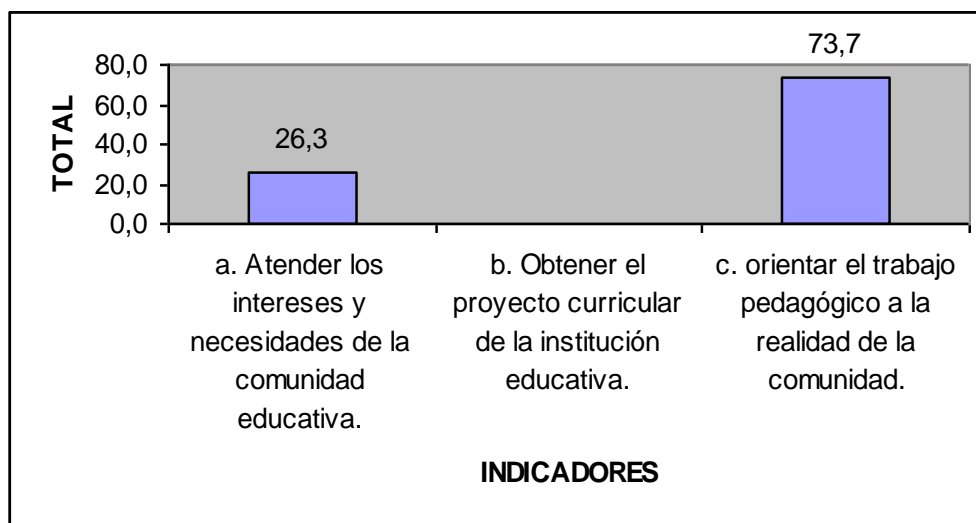 73,7
80,0
60,0
40,0
20,0
0,0
TOTAL
26,3
a. Atender los
intereses y
necesidades de la
comunidad
educativa.
b. Obtener el
proyecto curricular
de la institución
educativa.
c. orientar el trabajo
pedagógico a la
realidad de la
comunidad.
INDICADORES